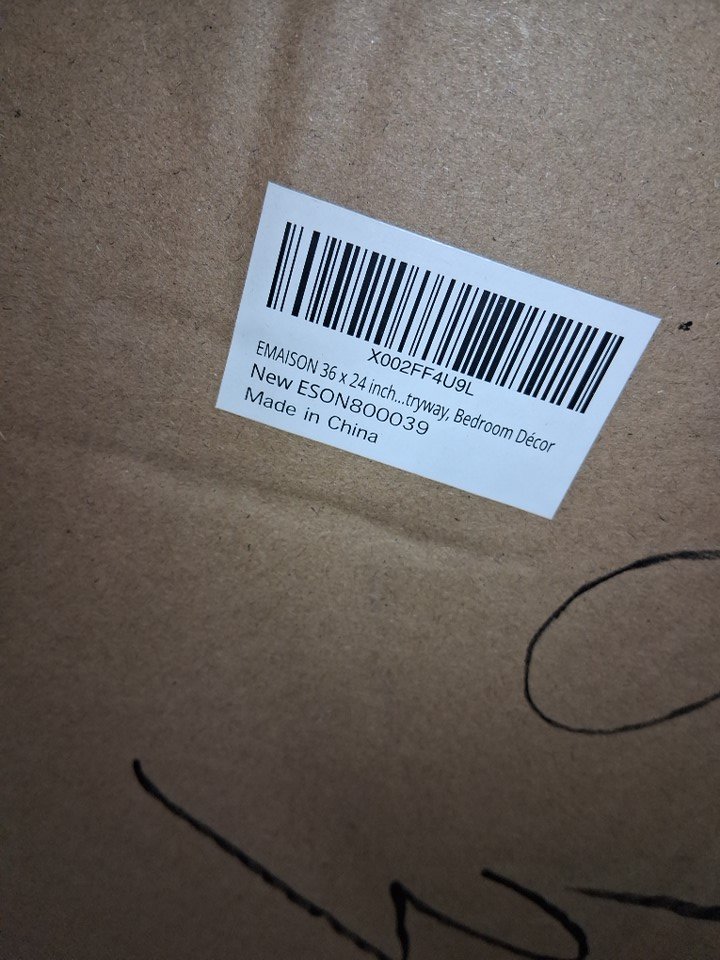 X002FF4U9L
EMAISON 36 x 24 inch...tryway, Bedroom Décor
New ESON800039
Made in China